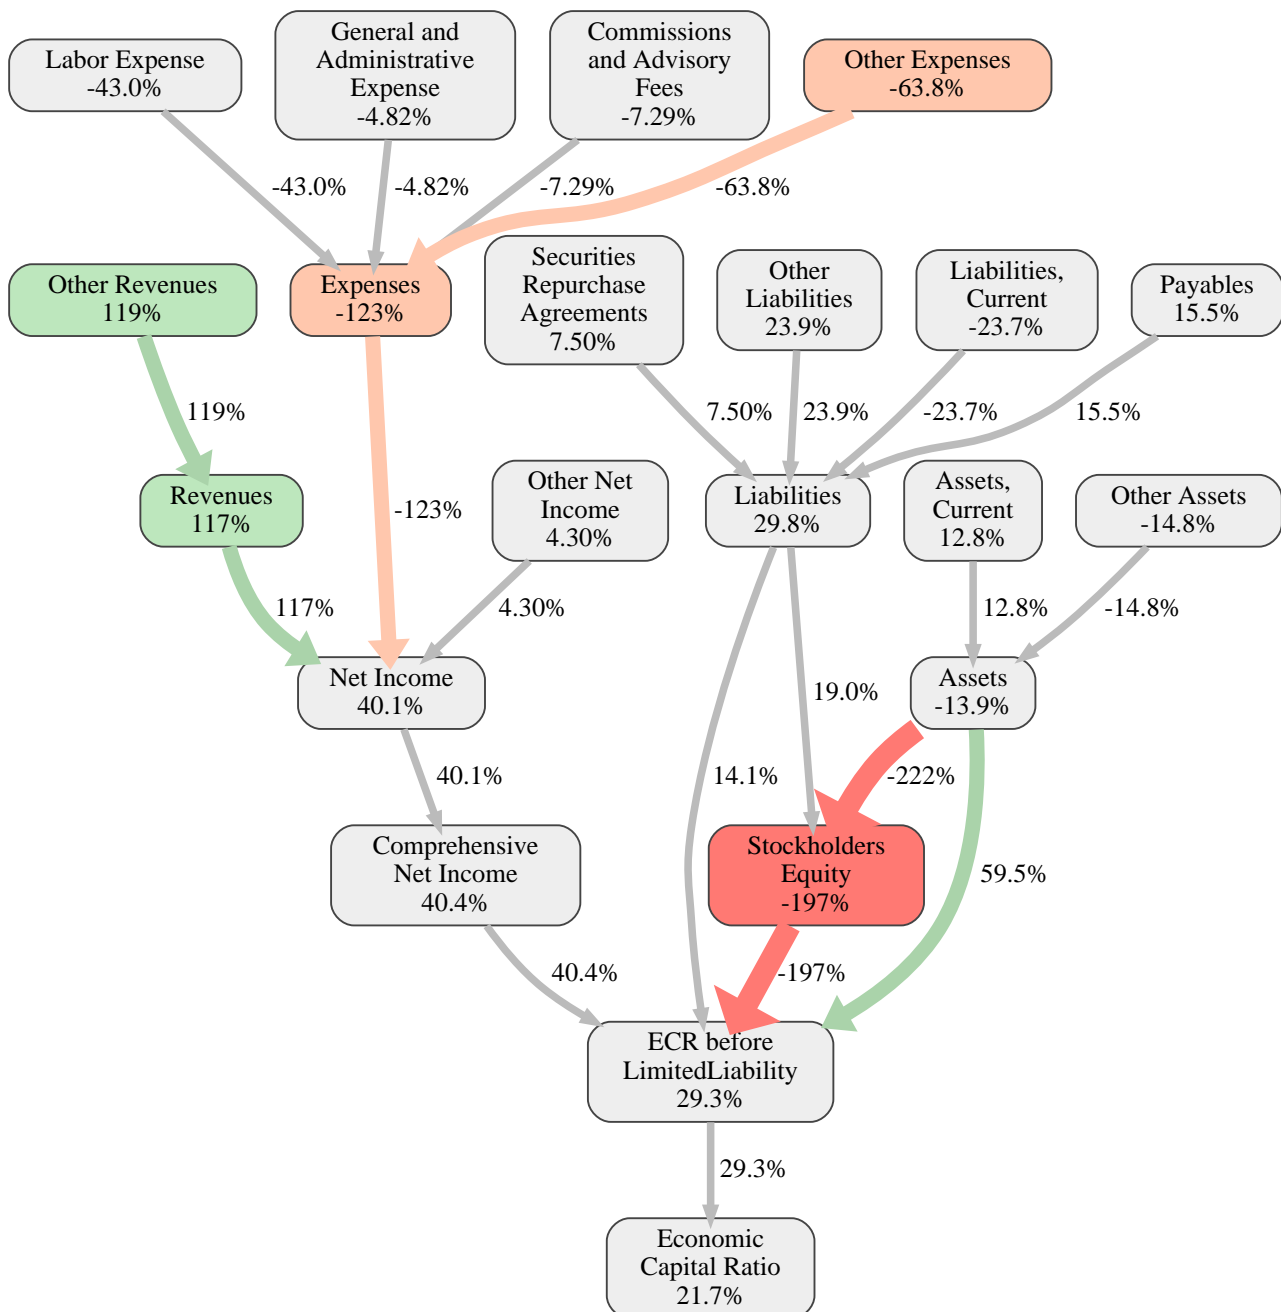 Labor Expense
-43.0%
General and
Administrative
Expense
-4.82%
Commissions
and Advisory
Fees
-7.29%
Other Expenses
-63.8%
-43.0%
-4.82%
-7.29%
-63.8%
Other Revenues
119%
Expenses
-123%
Securities
Repurchase
Agreements
7.50%
Other
Liabilities
23.9%
Liabilities,
Current
-23.7%
Payables
15.5%
119%
7.50%
23.9%
-23.7%
15.5%
Revenues
117%
-123%
Other Net
Income
4.30%
Liabilities
29.8%
Assets,
Current
12.8%
Other Assets
-14.8%
117%
4.30%
12.8%
-14.8%
Net Income
40.1%
19.0%
Assets
-13.9%
40.1%
14.1%
-222%
Comprehensive
Net Income
40.4%
Stockholders
Equity
-197%
59.5%
40.4%
-197%
ECR before
LimitedLiability
29.3%
29.3%
Economic
Capital Ratio
21.7%